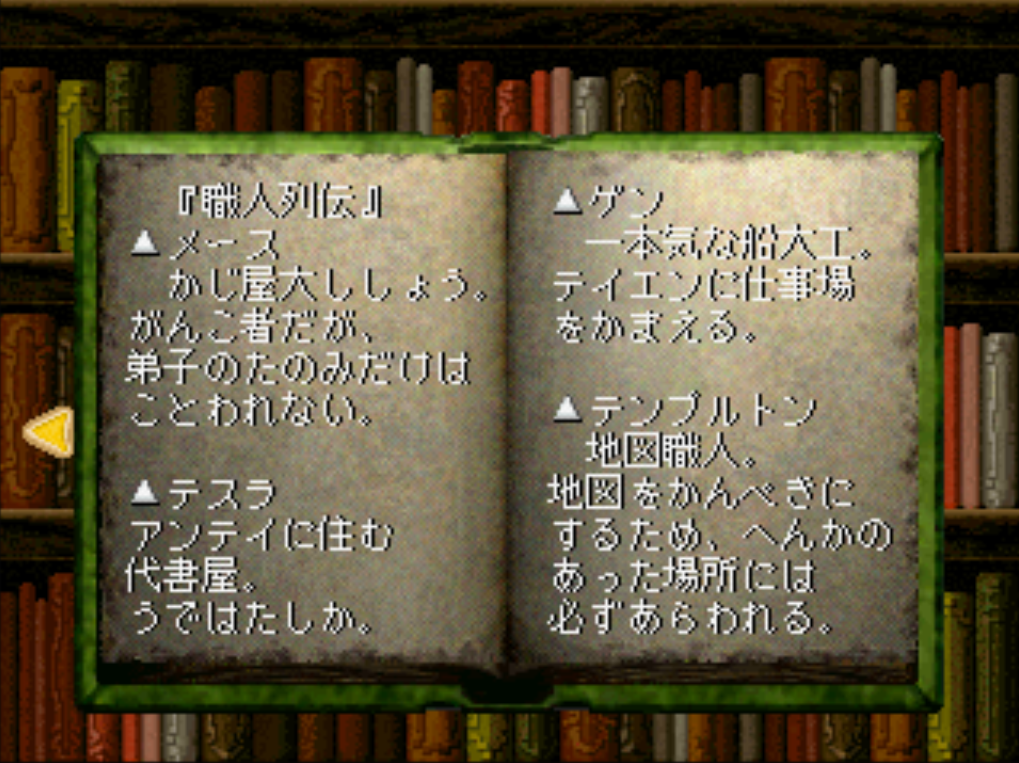 『職人列伝』
▲メース
かじ屋大ししょう。
がんこ者だが、
弟子のたのみだけは
ことわれない。
▲テスラ
アンテイに住む
代書屋。
うではたしか。
▲ゲン
一本気な船大工。
テイエンに仕事場
をかまえる。
▲テンプルトン
地図職人。
地図をかんぺきに
するため、へんかの
あった場所には
必ずあらわれる。